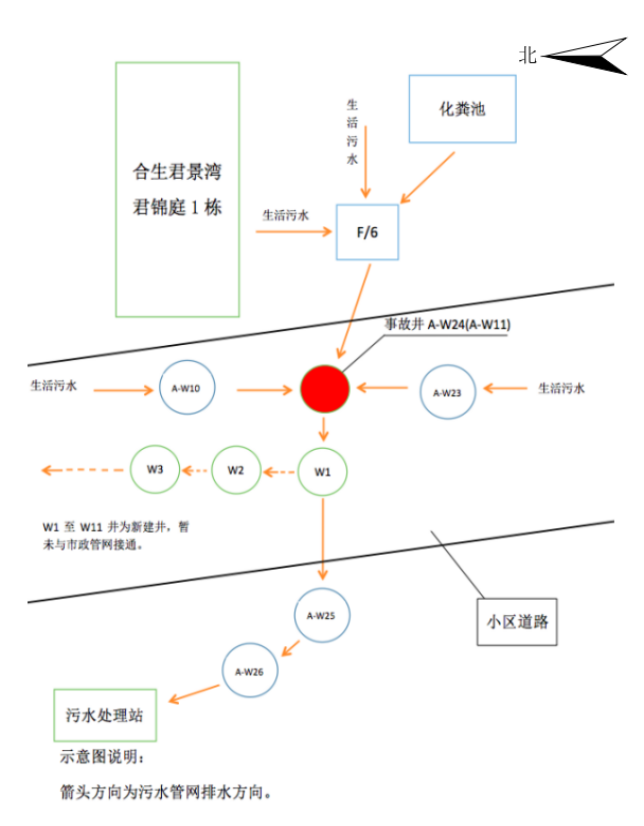 北
生活污水
化粪池
合生君景湾
君锦庭 1 栋
生活污水
F/6
事故井 A-W24(A-W11)
生活污水
A-W10
A-W23
生活污水
W3
W2
W1
W1 至 W11 井为新建井，暂
未与市政管网接通。
A-W25
小区道路
A-W26
污水处理站
示意图说明：
箭头方向为污水管网排水方向。